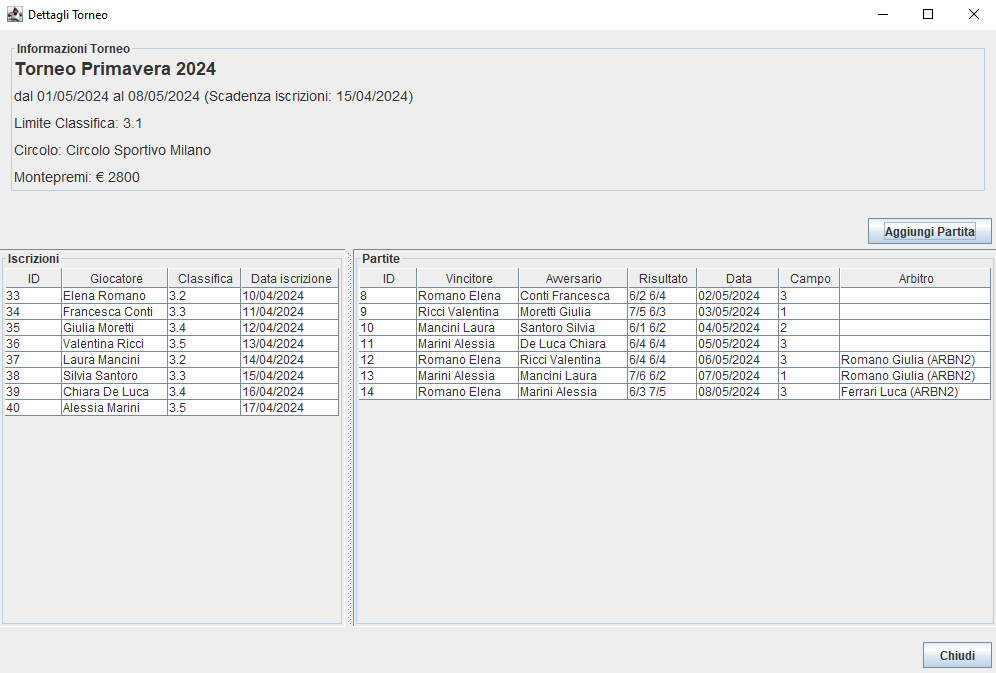 Dettagli Torneo
Informazioni Torneo
Torneo Primavera 2024
dal 01/05/2024 al 08/05/2024 (Scadenza iscrizioni: 15/04/2024)
Limite Classifica: 3.1
Circolo: Circolo Sportivo Milano
Montepremi: € 2800
Aggiungi Partita
Iscrizioni
ID Giocatore Classifica Data iscrizione
33 Elena Romano 3.2 10/04/2024
34 Francesca Conti 3.3 11/04/2024
35 Giulia Moretti 3.4 12/04/2024
36 Valentina Ricci 3.5 13/04/2024
37 Laura Mancini 3.2 14/04/2024
38 Silvia Santoro 3.3 15/04/2024
39 Chiara De Luca 3.4 16/04/2024
40 Alessia Marini 3.5 17/04/2024
Partite
ID Vincitore Aversario Risultato Data Campo Arbitro
8 Romano Elena Conti Francesca 6/2 6/4 02/05/2024 3
9 Ricci Valentina Moretti Giulia 7/5 6/3 03/05/2024 1
10 Mancini Laura Santoro Silvia 6/1 6/2 04/05/2024 2
11 Marini Alessia De Luca Chiara 6/4 6/4 05/05/2024 3
12 Romano Elena Ricci Valentina 6/4 6/4 06/05/2024 3 Romano Giulia (ARBN2)
13 Marini Alessia Mancini Laura 7/6 6/2 07/05/2024 1 Romano Giulia (ARBN2)
14 Romano Elena Marini Alessia 6/3 7/5 08/05/2024 3 Ferrari Luca (ARBN2)
Chiudi